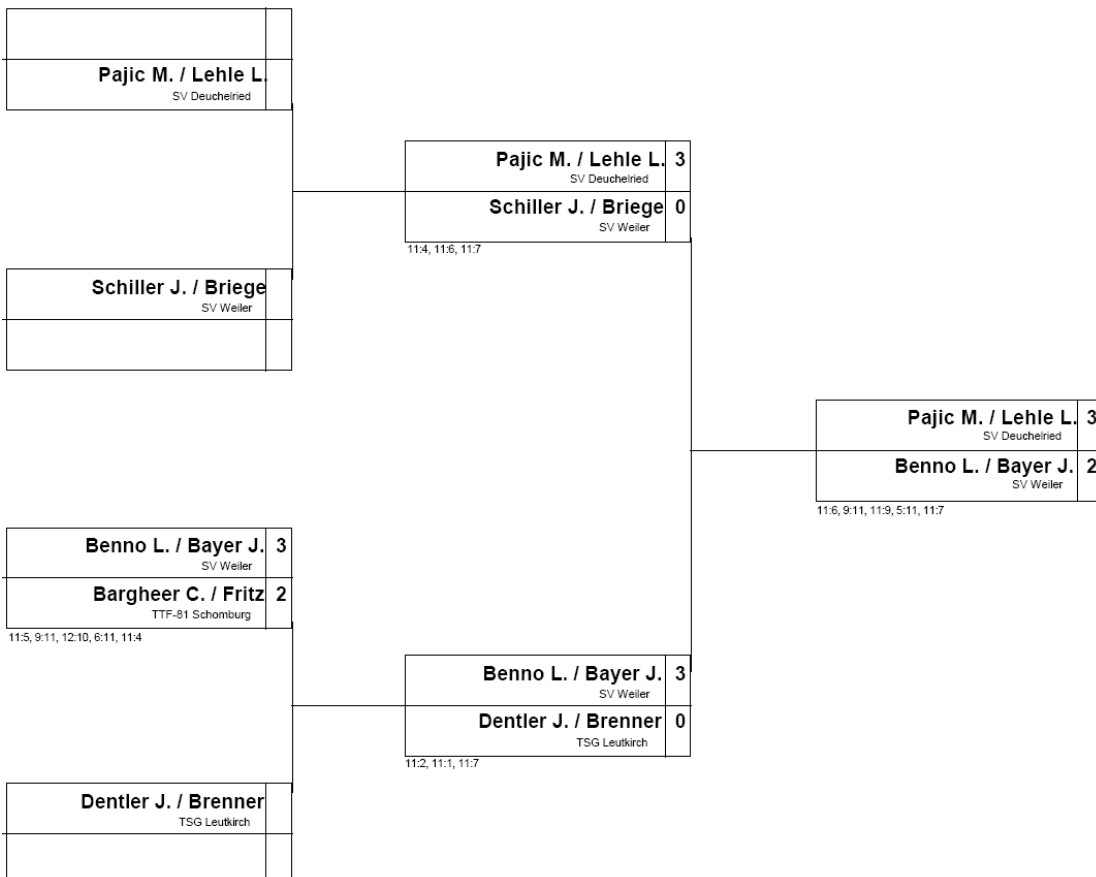 Pajic M. / Lehle L.
SV Deuchelried
Schiller J. / Briege
SV Weiler
Benno L. / Bayer J. 3
SV Weiler
Bargheer C. / Fritz 2
TTF-81 Schomburg
11:5, 9:11, 12:10, 6:11, 11:4
Dentler J. / Brenner
TSG Leutkirch
Pajic M. / Lehle L. 3
SV Deuchelried
Schiller J. / Briege 0
SV Weiler
11:4, 11:6, 11:7
Benno L. / Bayer J. 3
SV Weiler
Dentler J. / Brenner 0
TSG Leutkirch
11:2, 11:1, 11:7
Pajic M. / Lehle L. 3
SV Deuchelried
Benno L. / Bayer J. 2
SV Weiler
11:6, 9:11, 11:9, 5:11, 11:7